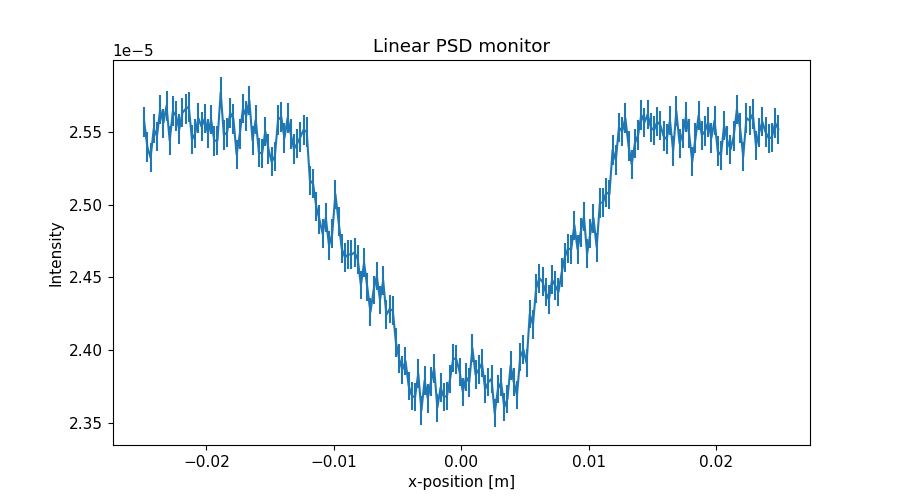 Linear PSD monitor
1e−5
2.55
2.50
2.45
2.40
2.35
Intensity
−0.02 −0.01 0.00 0.01 0.02
x-position [m]